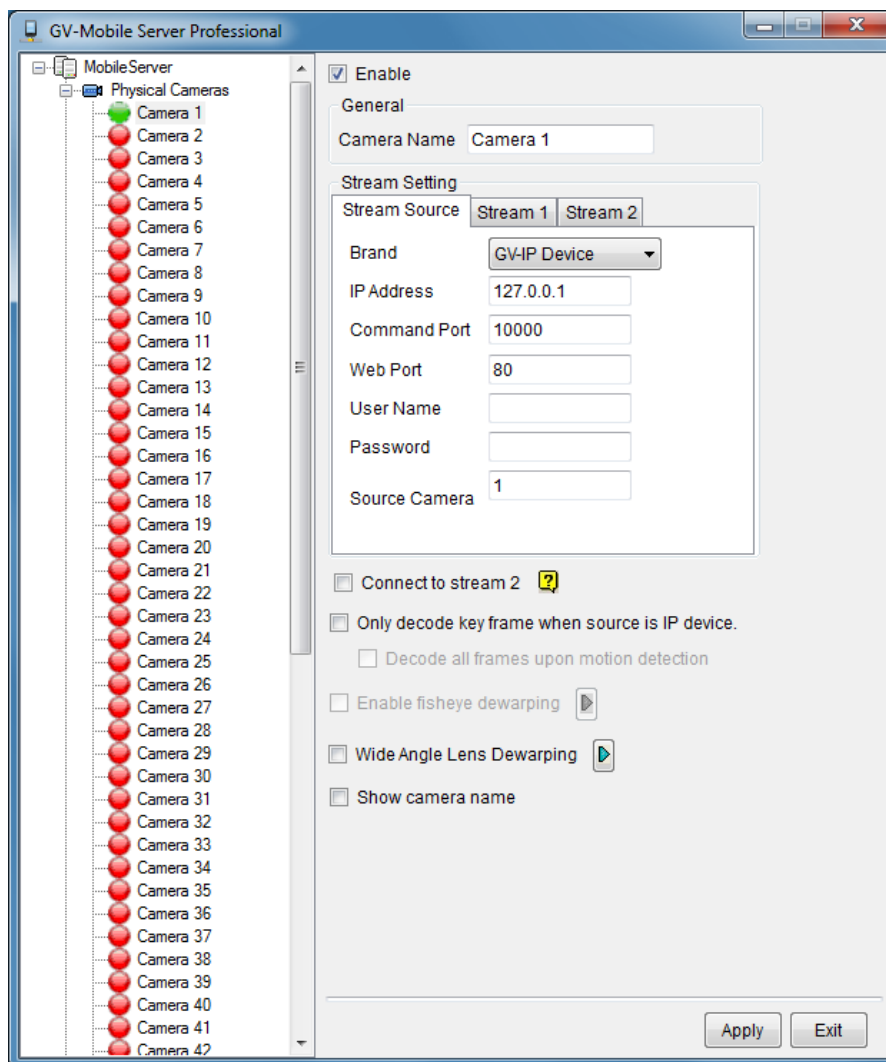 GV-Mobile Server Professional
MobileServer
Physical Cameras
Camera 1
Camera 2
Camera 3
Camera 4
Camera 5
Camera 6
Camera 7
Camera 8
Camera 9
Camera 10
Camera 11
Camera 12
Camera 13
Camera 14
Camera 15
Camera 16
Camera 17
Camera 18
Camera 19
Camera 20
Camera 21
Camera 22
Camera 23
Camera 24
Camera 25
Camera 26
Camera 27
Camera 28
Camera 29
Camera 30
Camera 31
Camera 32
Camera 33
Camera 34
Camera 35
Camera 36
Camera 37
Camera 38
Camera 39
Camera 40
Camera 41
Camera 42
Enable
General
Camera Name Camera 1
Stream Setting
Stream Source Stream 1 Stream 2
Brand GV-IP Device
IP Address 127.0.0.1
Command Port 10000
Web Port 80
User Name
Password
Source Camera 1
Connect to stream 2 ?
Only decode key frame when source is IP device.
Decode all frames upon motion detection
Enable fisheye dewarping
Wide Angle Lens Dewarping
Show camera name
Apply Exit